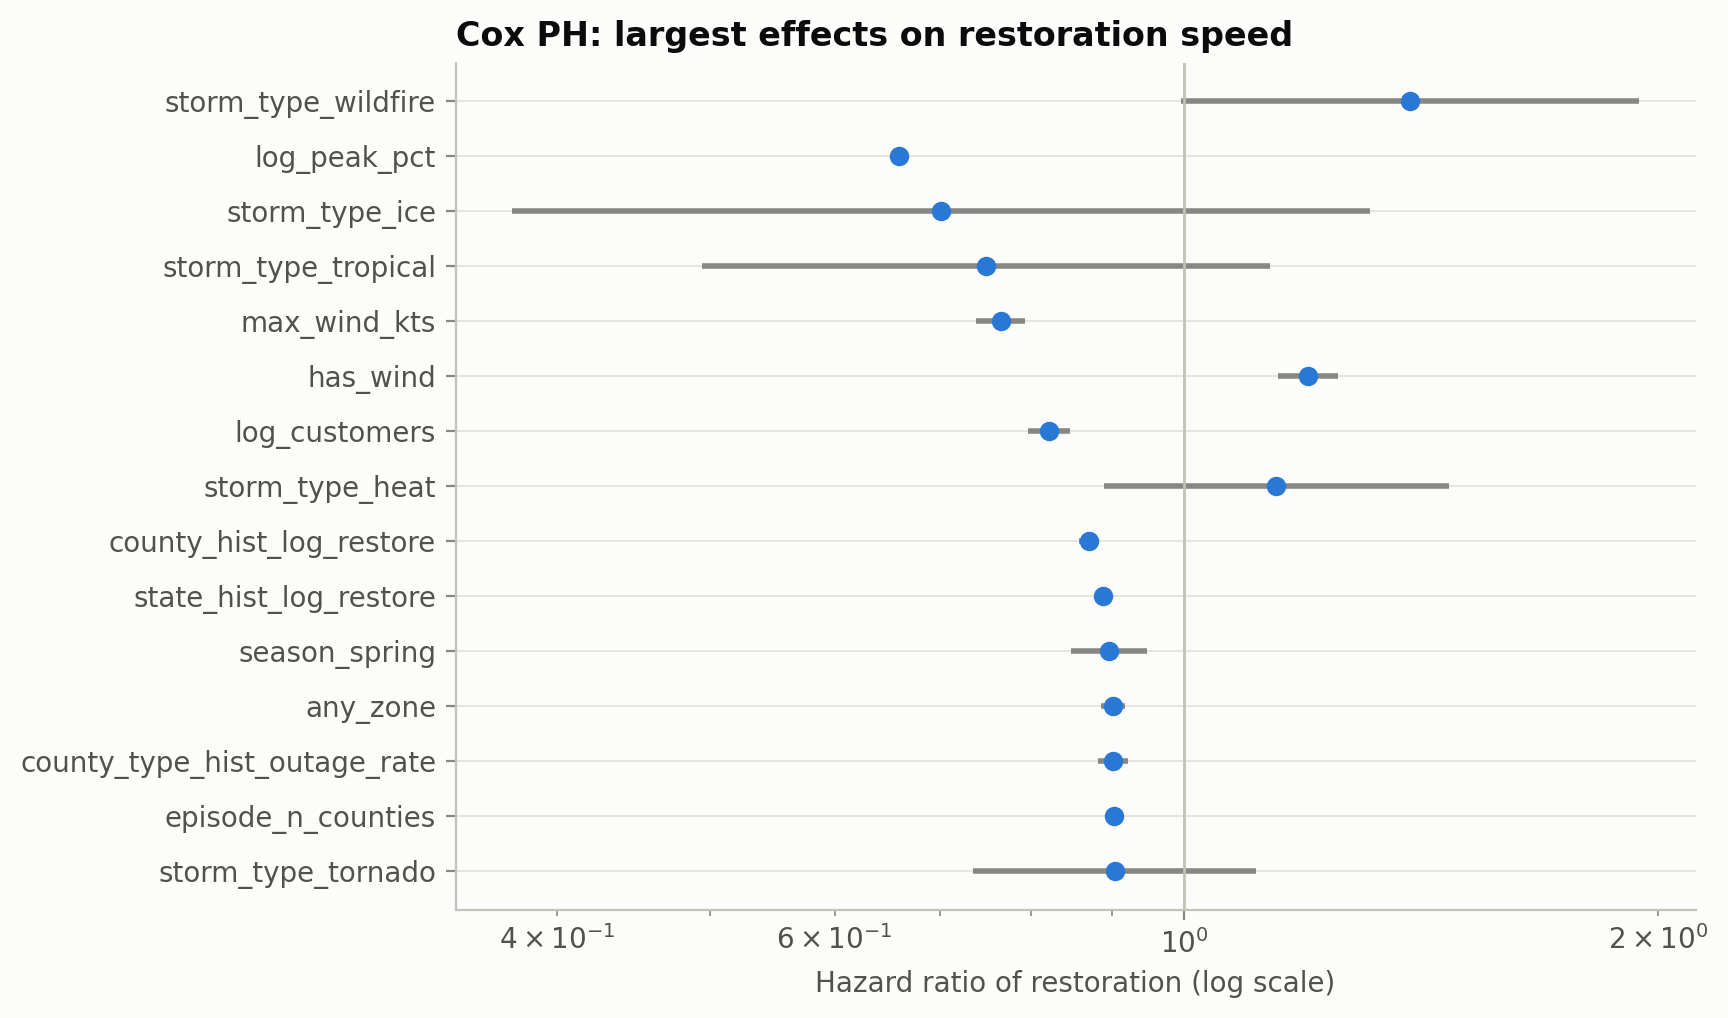 Cox PH: largest effects on restoration speed
storm_type_wildfire
log_peak_pct
storm_type_ice
storm_type_tropical
max_wind_kts
has_wind
log_customers
storm_type_heat
county_hist_log_restore
state_hist_log_restore
season_spring
any_zone
county_type_hist_outage_rate
episode_n_counties
storm_type_tornado
4 × 10⁻¹ 6 × 10⁻¹ 10⁰ 2 × 10⁰
Hazard ratio of restoration (log scale)